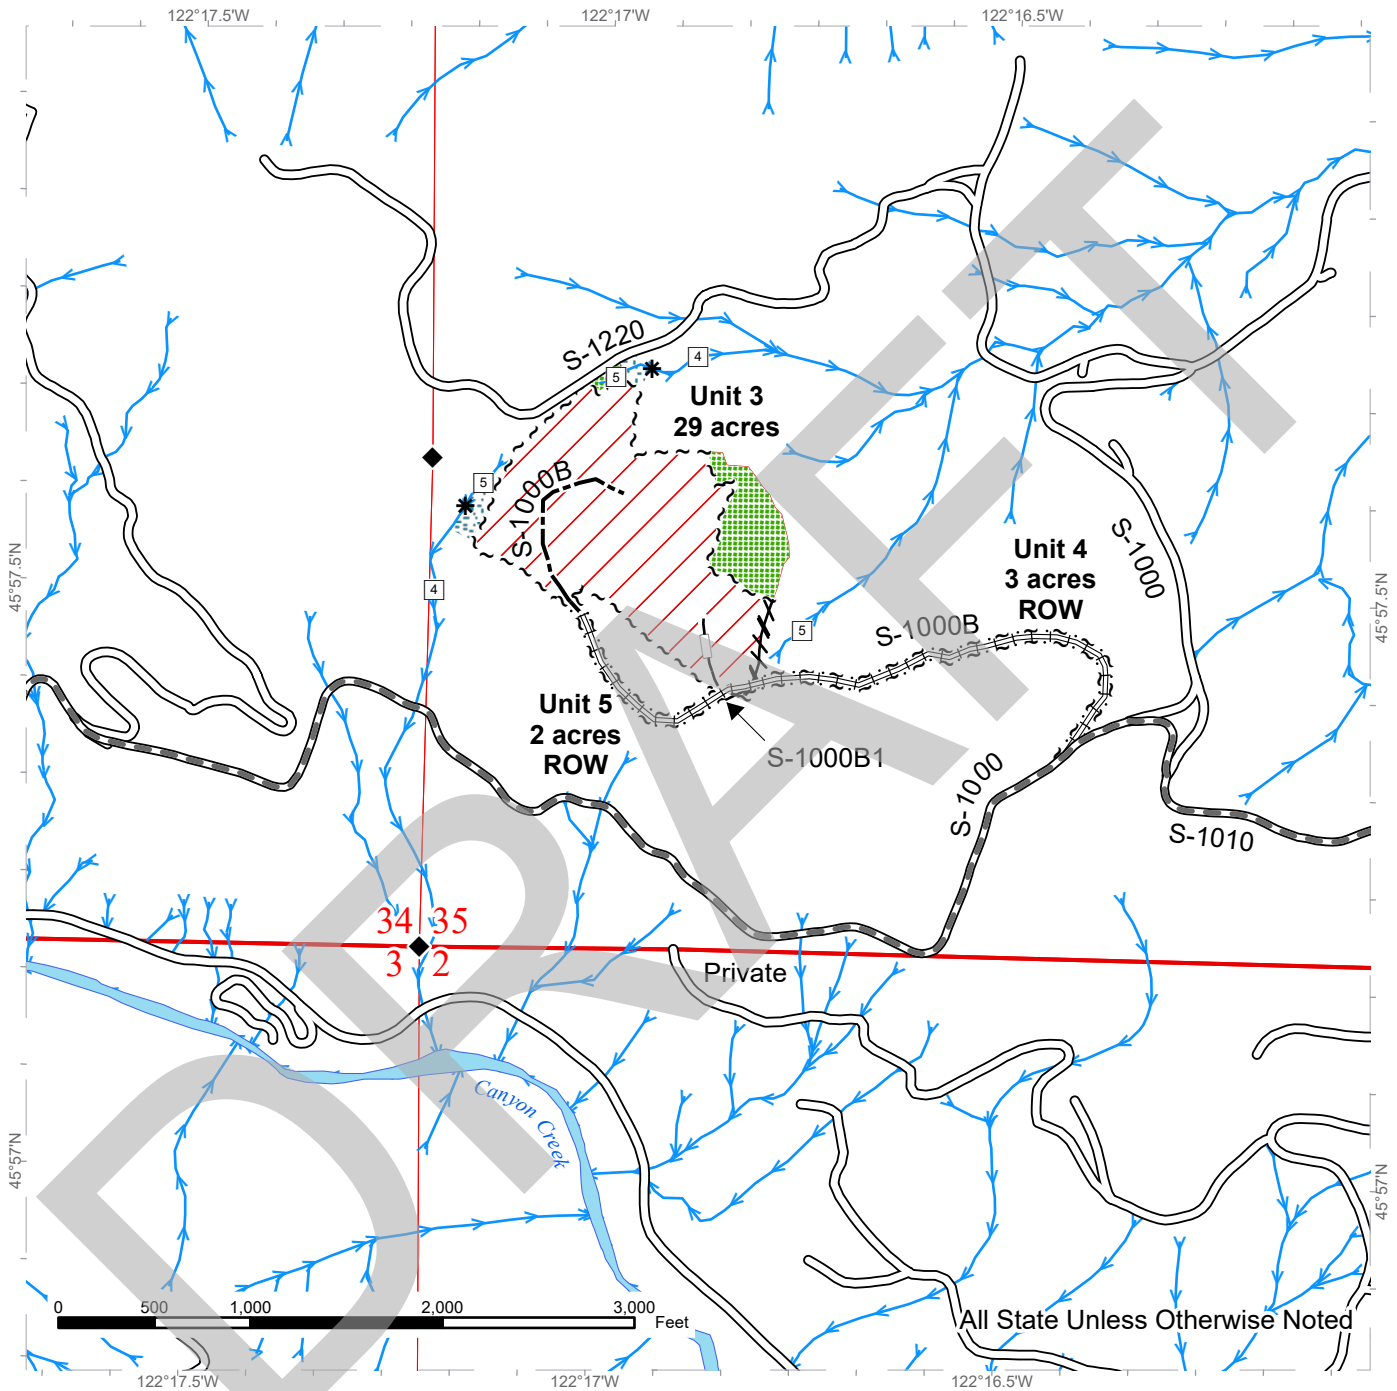 122°17.5'W
122°17'W
122°16.5'W
S-1220
4
5
Unit 3
29 acres
5
S-1000B
45°57.5'N
45°57.5'N
4
Unit 4
3 acres
ROW
S-1000
5
S-1000B
Unit 5
2 acres
ROW
S-1000B1
S-1000
S-1010
34
35
3
2
Private
Canyon Creek
45°57'N
45°57'N
0
500
1,000
2,000
3,000
Feet
All State Unless Otherwise Noted
122°17.5'W
122°17'W
122°16.5'W
DRAFT